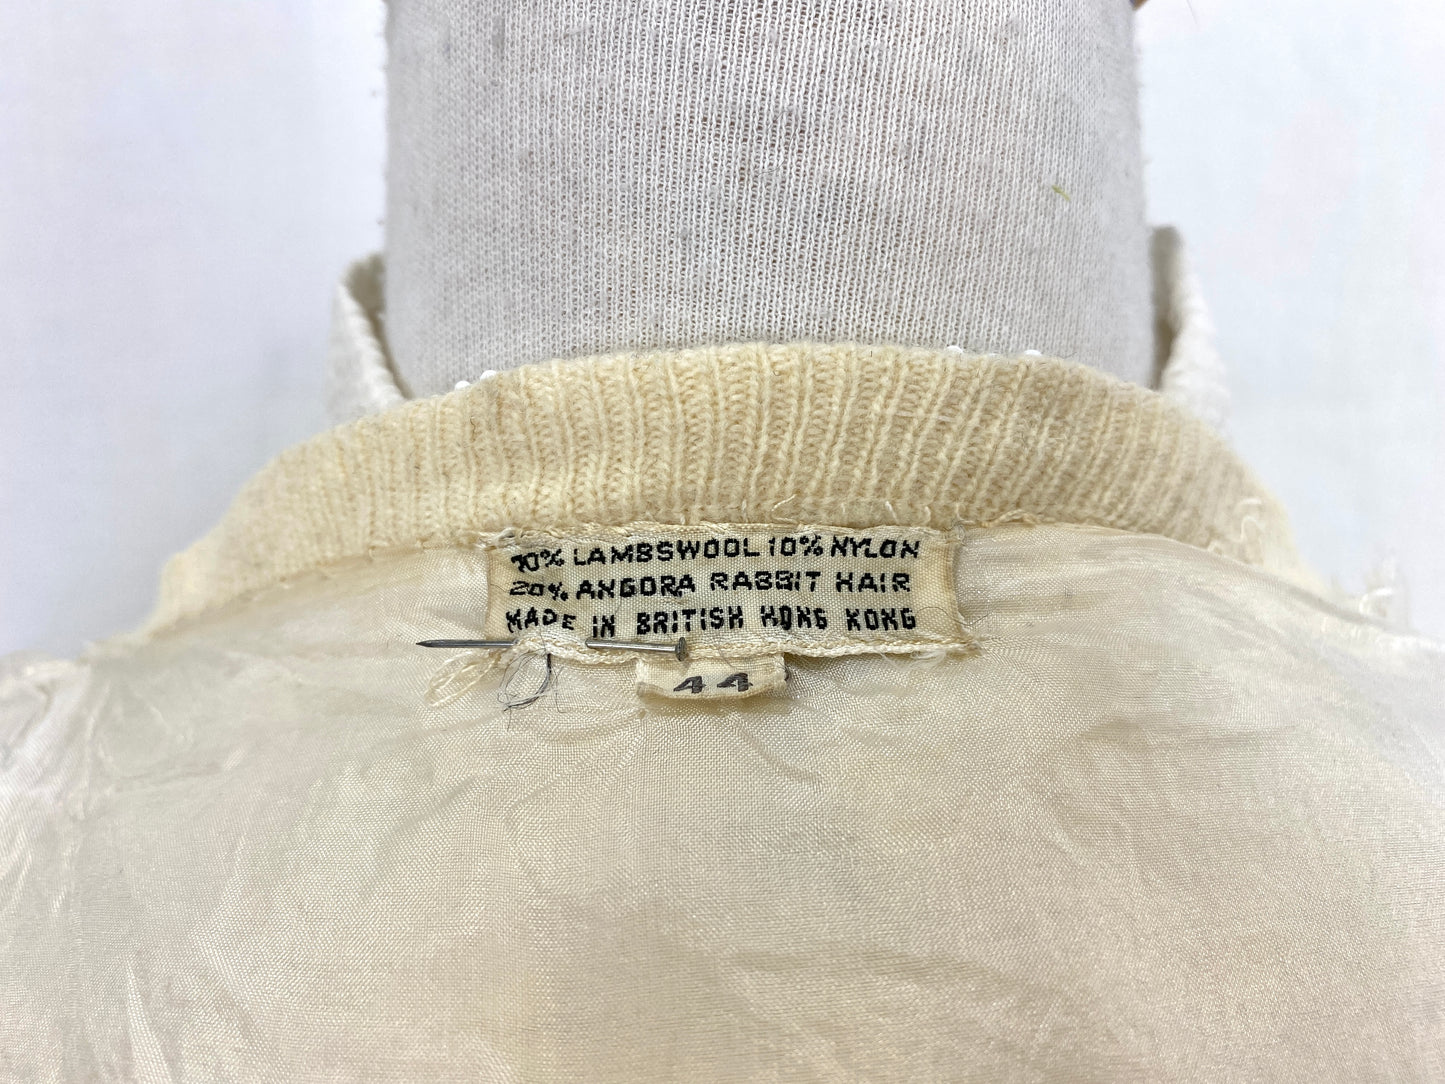 70% LAMBSWOOL 10% NYLON
20% ANGORA RABBIT HAIR
MADE IN BRITISH HONG KONG
44